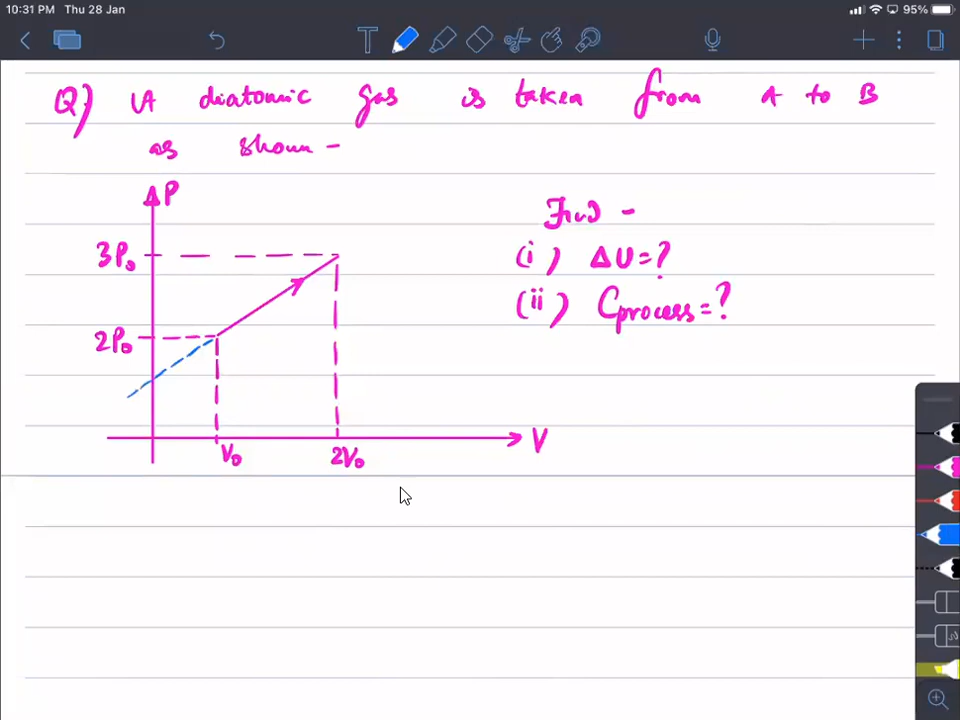 10:31 PM Thu 28 Jan 95%
Q) A diatomic gas is taken from A to B
as shown -
P
3P₀
2P₀
V₀ 2V₀ V
Find -
(i) ΔU=?
(ii) Cprocess=?